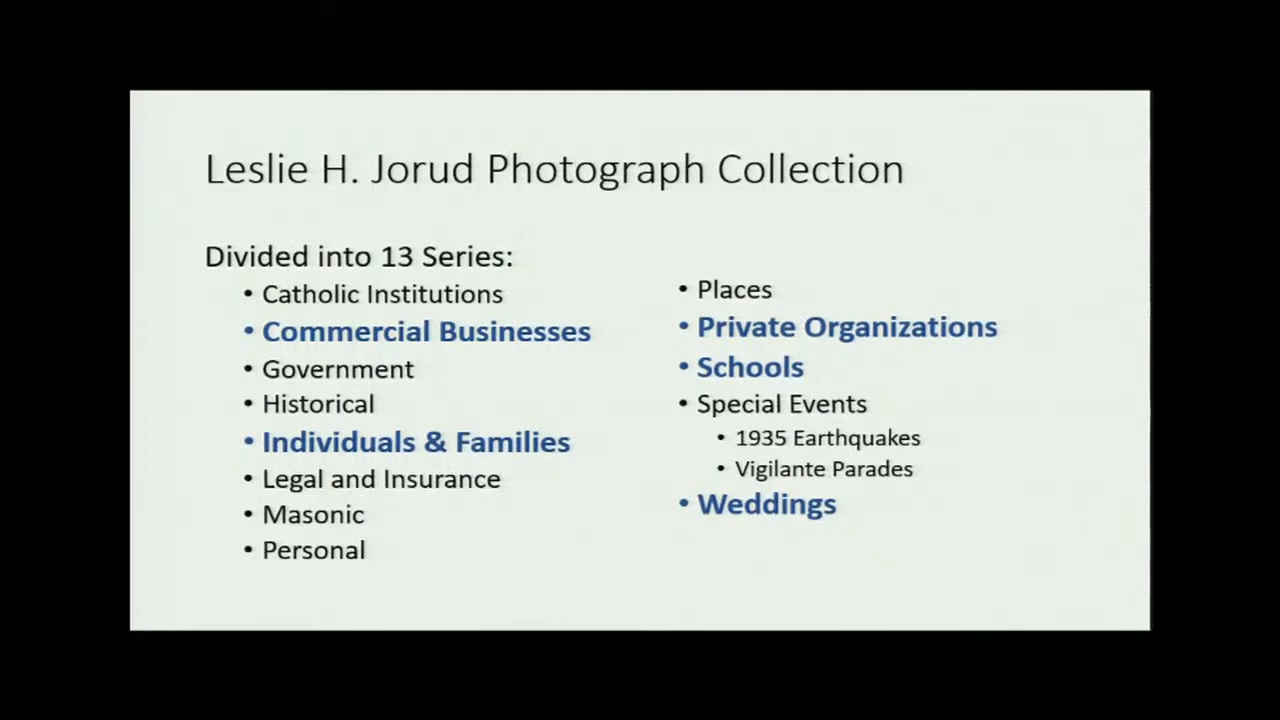 Leslie H. Jorud Photograph Collection
Divided into 13 Series:
• Catholic Institutions
• Commercial Businesses
• Government
• Historical
• Individuals & Families
• Legal and Insurance
• Masonic
• Personal
• Places
• Private Organizations
• Schools
• Special Events
• 1935 Earthquakes
• Vigilante Parades
• Weddings